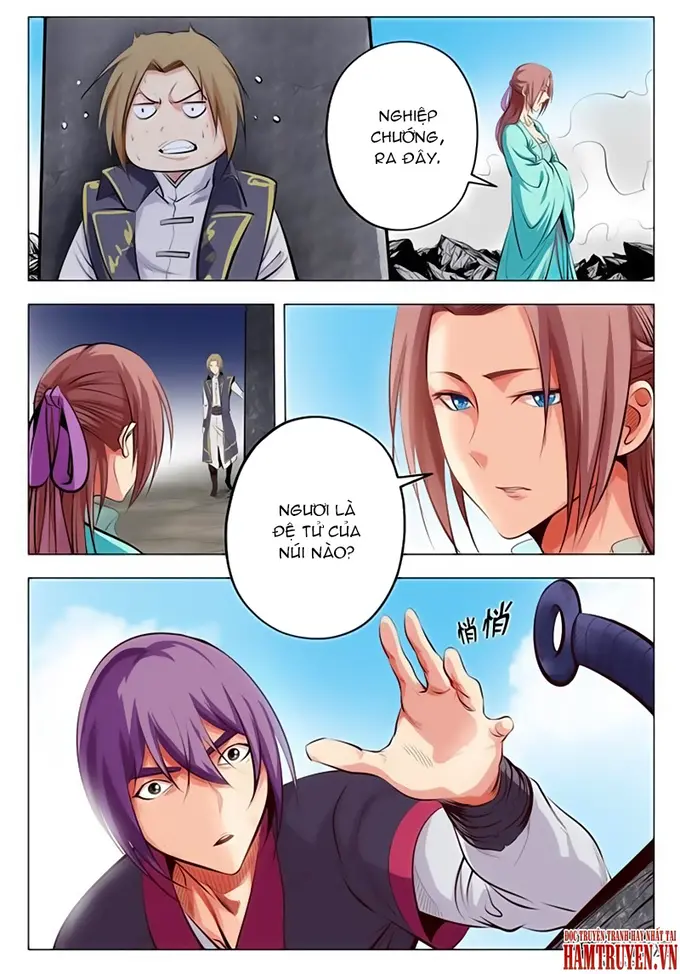 NGHIỆP
CHƯỚNG,
RA ĐÂY.
NGƯƠI LÀ
ĐỆ TỬ CỦA
NÚI NÀO?
悄悄
ĐỌC TRUYỆN TRANH HAY NHẤT TẠI
HAMTRUYEN.VN